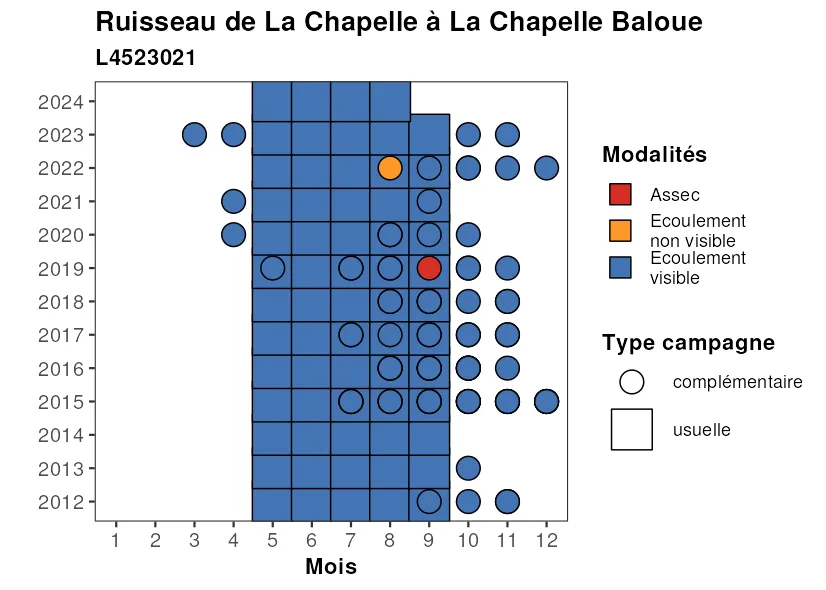 Ruisseau de La Chapelle à La Chapelle Baloue
L4523021
2024
2023
2022
2021
2020
2019
2018
2017
2016
2015
2014
2013
2012
1 2 3 4 5 6 7 8 9 10 11 12
Mois
Modalités
Assec
Ecoulement
non visible
Ecoulement
visible
Type campagne
complémentaire
usuelle